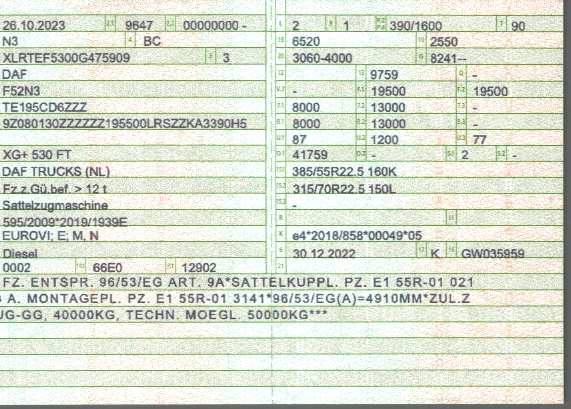 26.10.2023 9647 00000000 - 2 1 390/1600 90
N3 BC 6520 2550
XLRTEF5300G475909 3 3060-4000 8241--
DAF 9759 -
F52N3 - 19500 19500
TE195CD6ZZZ 8000 13000 -
9Z080130ZZZZZZ195500LRSZZKA3390H5 8000 13000 -
87 1200 77
XG+ 530 FT 41759 - 2 -
DAF TRUCKS (NL) 385/55R22.5 160K
Fz.z.Gü.bef. > 12 t 315/70R22.5 150L
Sattelzugmaschine -
595/2009*2019/1939E
EUROVI; E; M, N e4*2018/858*00049*05
Diesel 30.12.2022 K GW035959
0002 66E0 12902
FZ. ENTSPR. 96/53/EG ART. 9A*SATTELKUPPL. PZ. E1 55R-01 021
A. MONTAGEPL. PZ. E1 55R-01 3141*96/53/EG(A)=4910MM*ZUL.Z
UG-GG, 40000KG, TECHN. MOEGL. 50000KG***